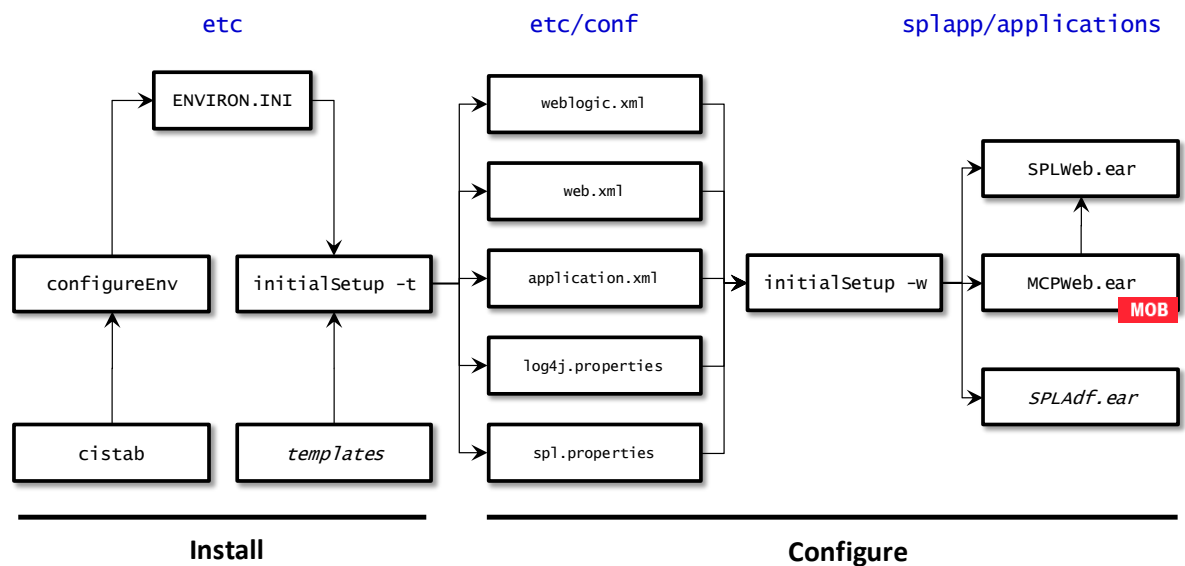 etc
etc/conf
splapp/applications
ENVIRON.INI
configureEnv
initialSetup -t
cistab
templates
weblogic.xml
web.xml
application.xml
log4j.properties
spl.properties
initialSetup -w
SPLWeb.ear
MCPWeb.ear
MOB
SPLAdf.ear
Install
Configure